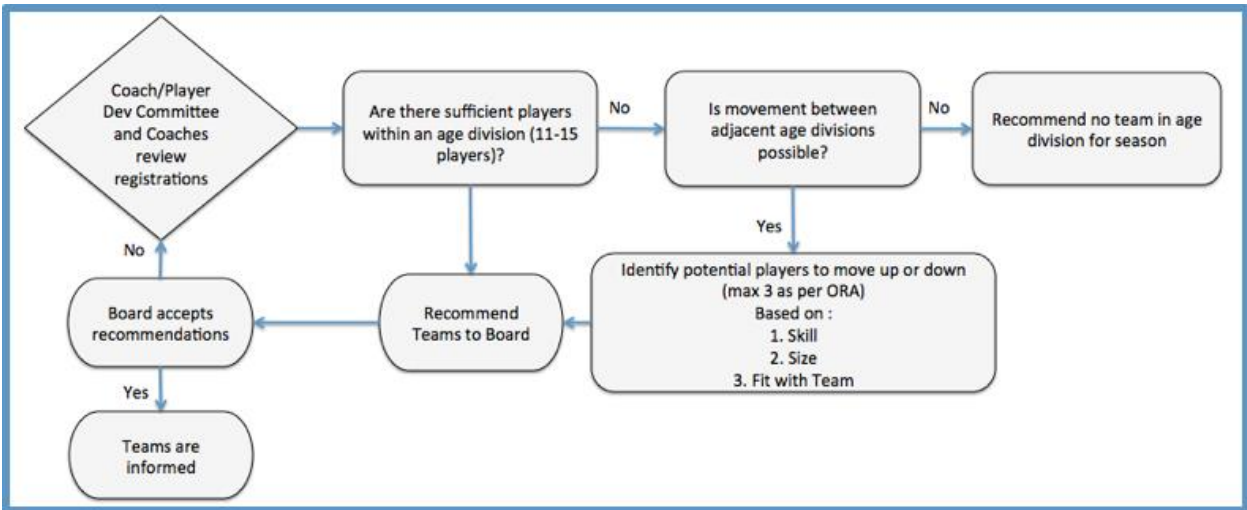 Coach/Player
Dev Committee
and Coaches
review
registrations
Are there sufficient players
within an age division (11-15
players)?
No
Is movement between
adjacent age divisions
possible?
No
Recommend no team in age
division for season
Yes
Identify potential players to move up or down
(max 3 as per ORA)
Based on :
1. Skill
2. Size
3. Fit with Team
Recommend
Teams to Board
No
Board accepts
recommendations
Yes
Teams are
informed